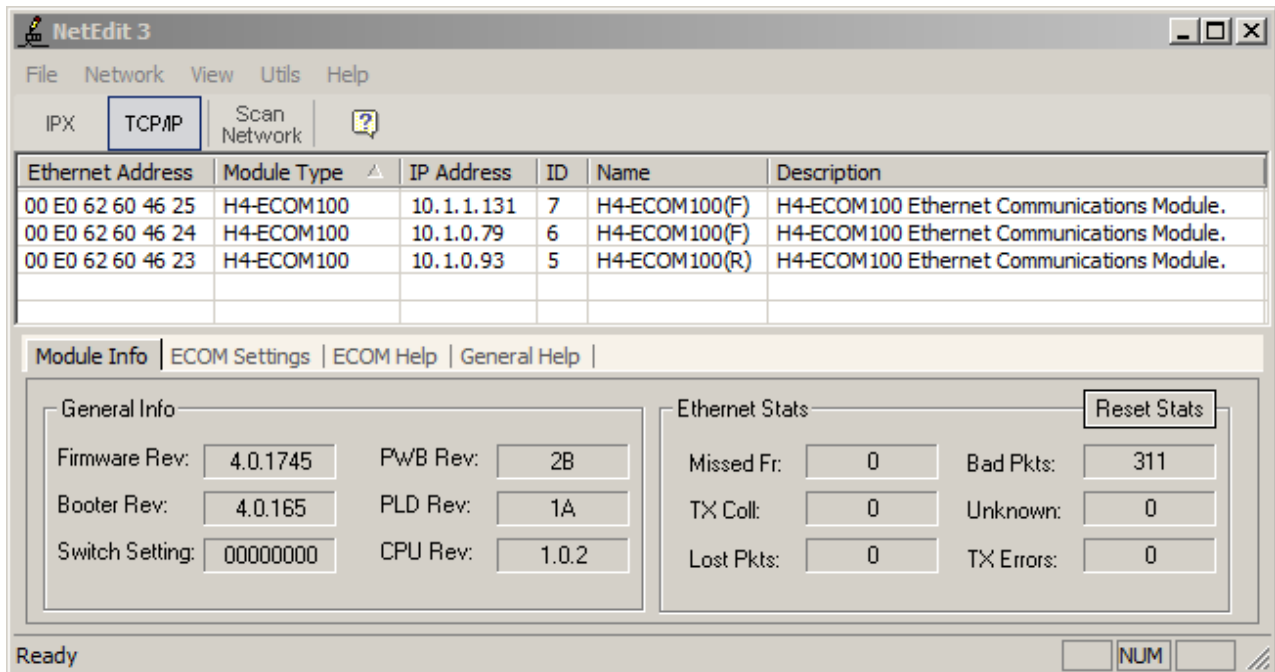 NetEdit 3
File Network View Utils Help
IPX TCP/IP Scan Network ?
Ethernet Address Module Type IP Address ID Name Description
00 E0 62 60 46 25 H4-ECOM100 10.1.1.131 7 H4-ECOM100(F) H4-ECOM100 Ethernet Communications Module.
00 E0 62 60 46 24 H4-ECOM100 10.1.0.79 6 H4-ECOM100(F) H4-ECOM100 Ethernet Communications Module.
00 E0 62 60 46 23 H4-ECOM100 10.1.0.93 5 H4-ECOM100(R) H4-ECOM100 Ethernet Communications Module.
Module Info ECOM Settings | ECOM Help | General Help |
General Info Ethernet Stats Reset Stats
Firmware Rev: 4.0.1745 PWB Rev: 2B Missed Fr: 0 Bad Pkts: 311
Booter Rev: 4.0.165 PLD Rev: 1A TX Coll: 0 Unknown: 0
Switch Setting: 00000000 CPU Rev: 1.0.2 Lost Pkts: 0 TX Errors: 0
Ready NUM